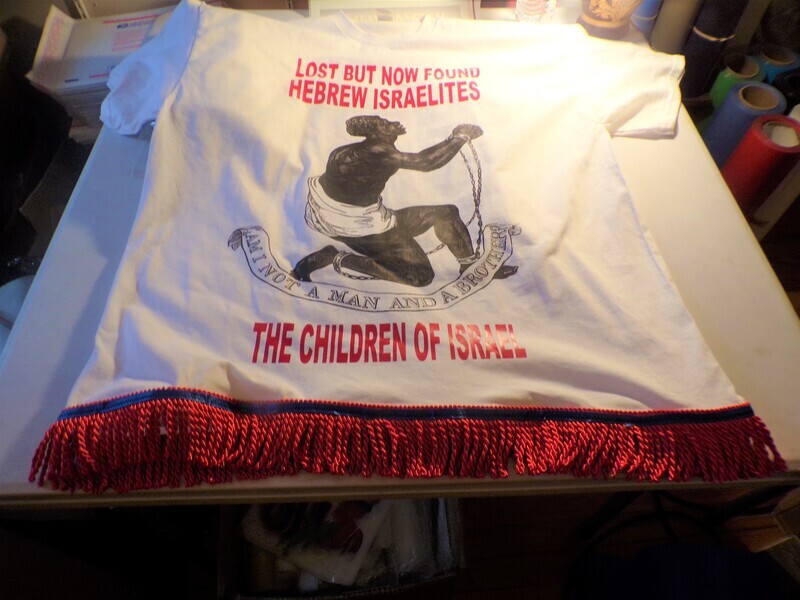 LOST BUT NOW FOUND
HEBREW ISRAELITES
AM I NOT A MAN AND A BROTHER?
THE CHILDREN OF ISRAEL